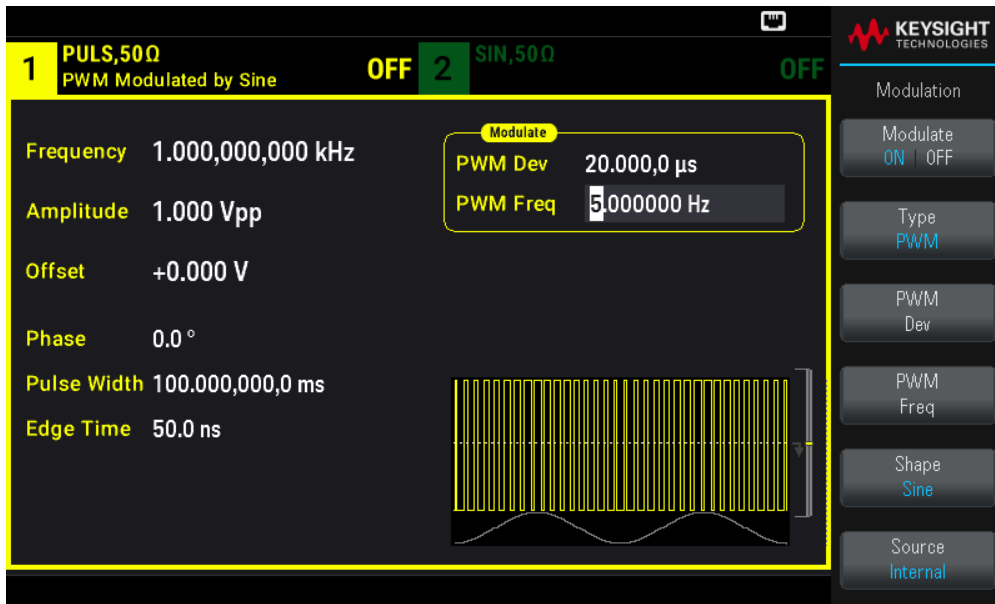 KEYSIGHT
TECHNOLOGIES
1 PULS,50Ω
PWM Modulated by Sine
OFF
2 SIN,50Ω
OFF
Frequency 1.000,000,000 kHz
Amplitude 1.000 Vpp
Offset +0.000 V
Phase 0.0 °
Pulse Width 100.000,000,0 ms
Edge Time 50.0 ns
Modulate
PWM Dev 20.000,0 µs
PWM Freq 5.000000 Hz
Modulation
Modulate
ON | OFF
Type
PWM
PWM
Dev
PWM
Freq
Shape
Sine
Source
Internal